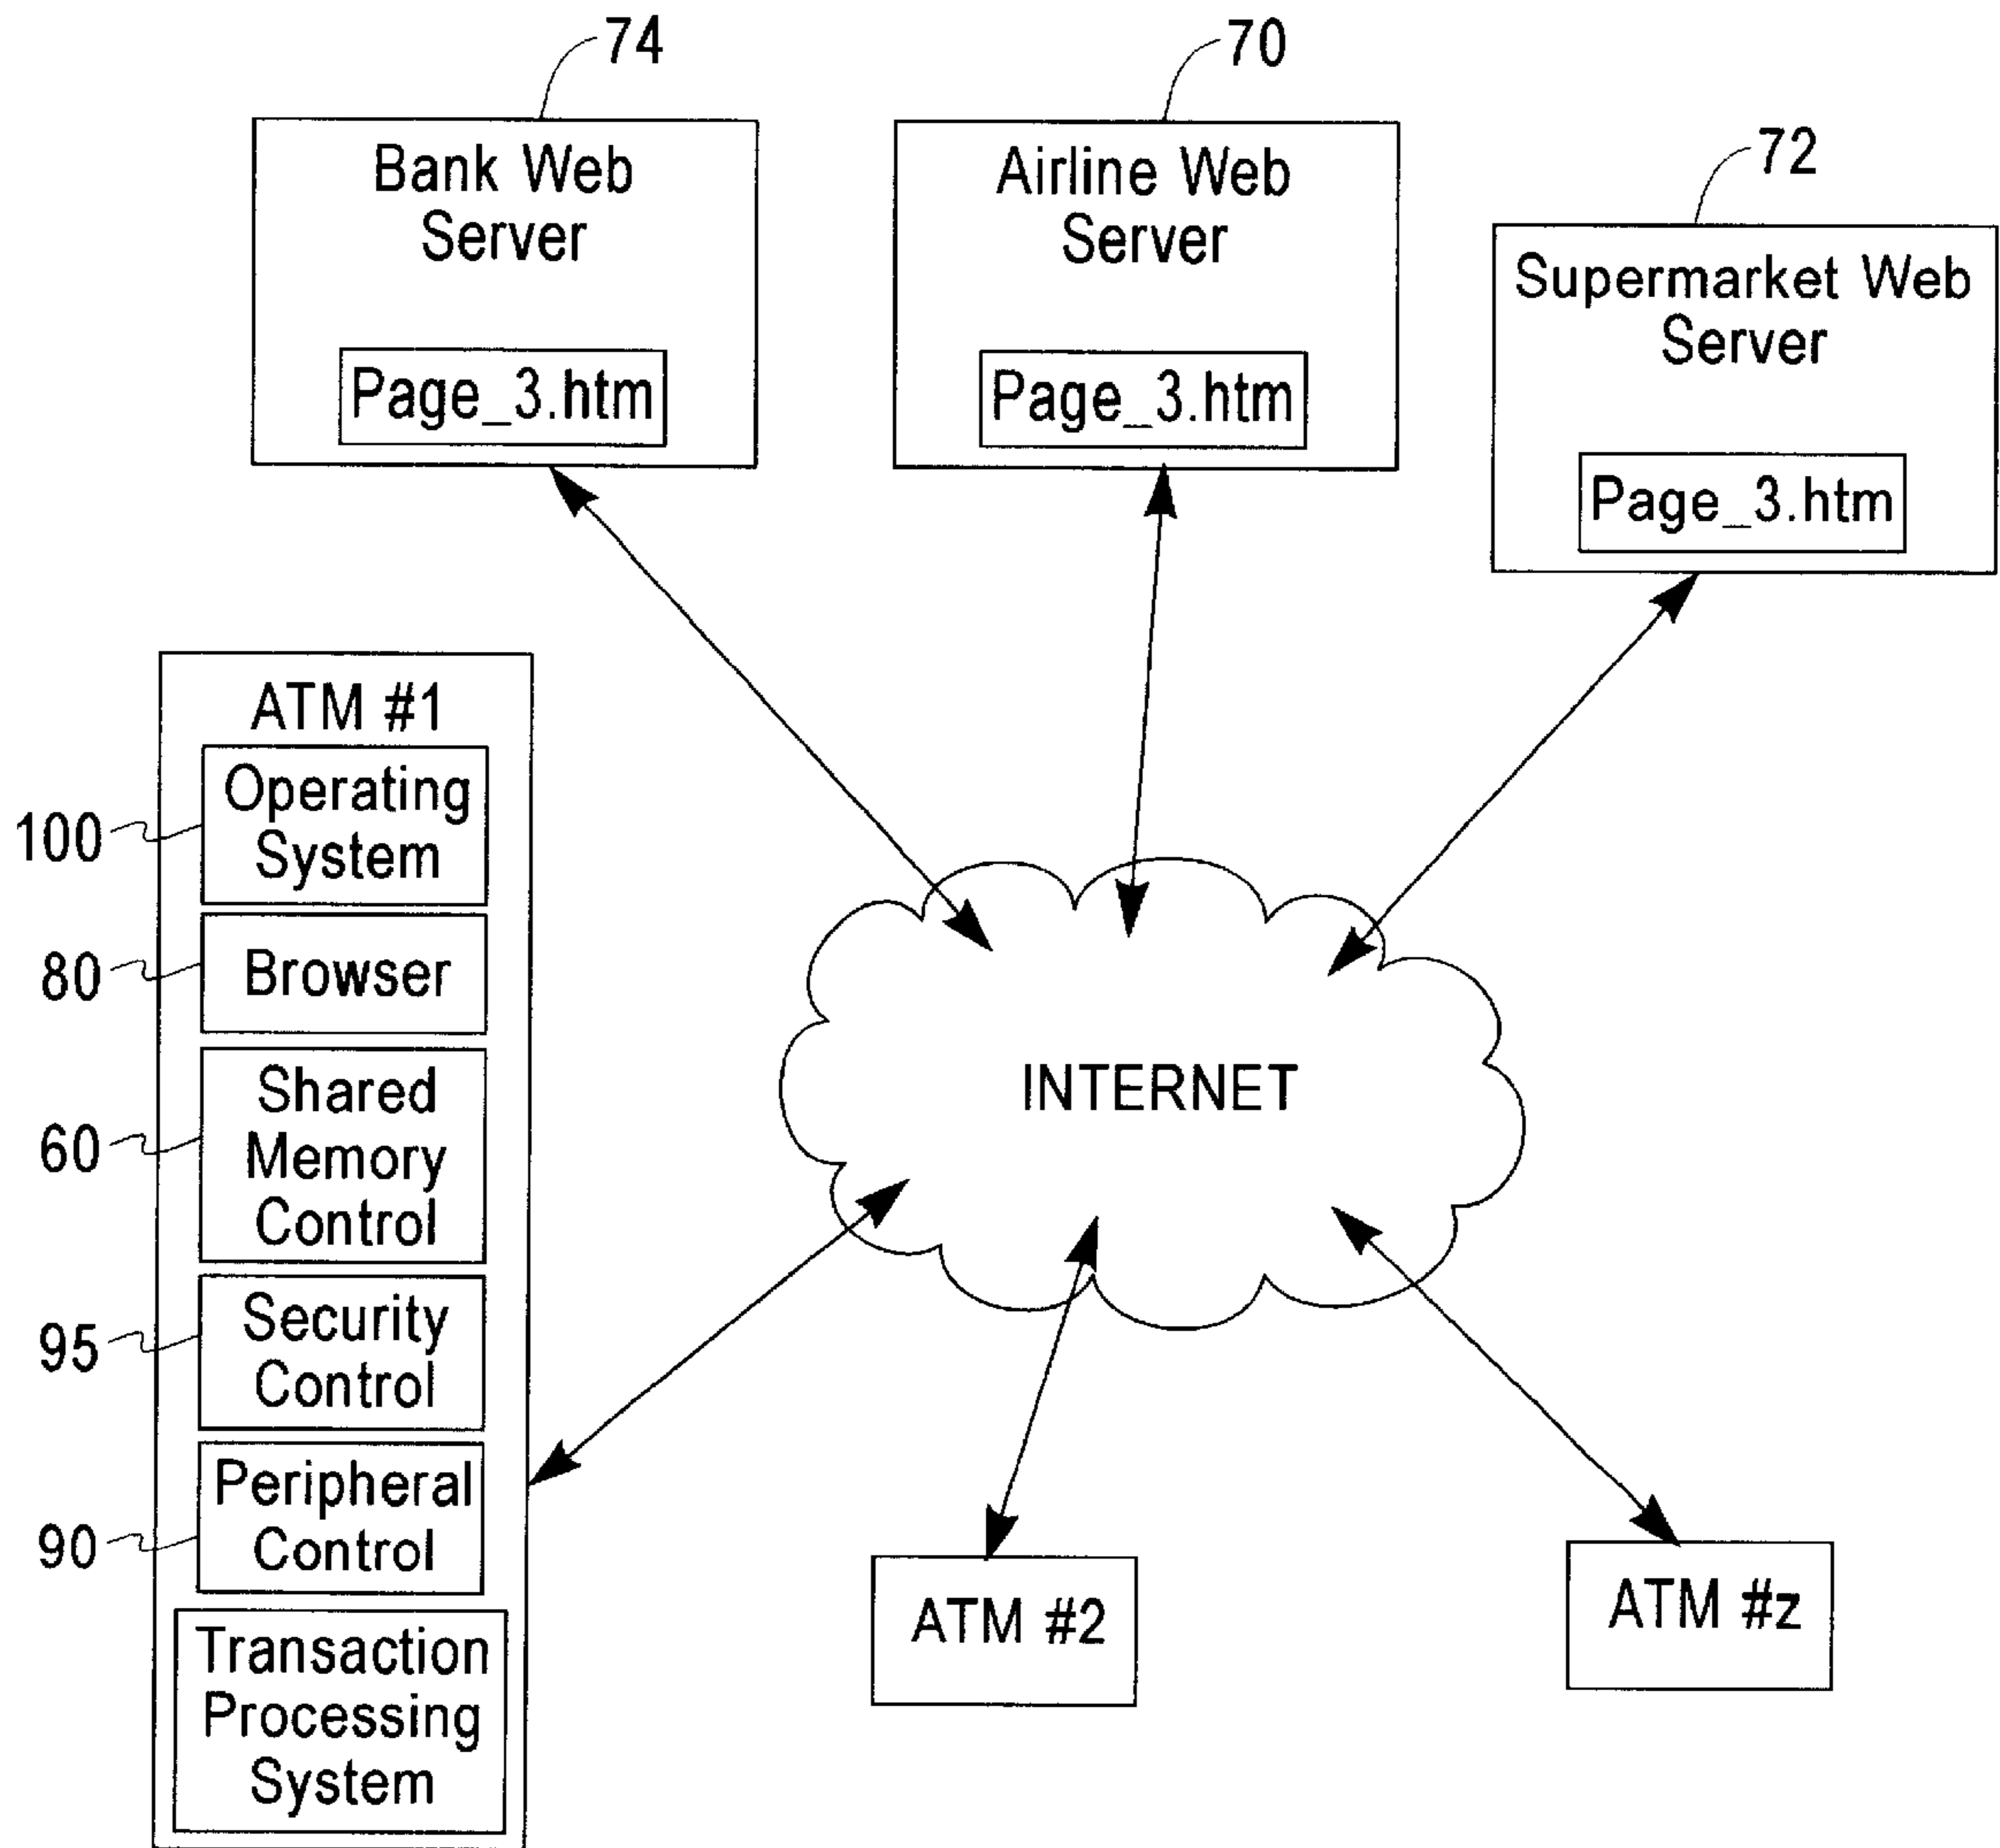 74
Bank Web
Server
Page_3.htm
70
Airline Web
Server
Page_3.htm
72
Supermarket Web
Server
Page_3.htm
ATM #1
100
Operating
System
80
Browser
60
Shared
Memory
Control
95
Security
Control
90
Peripheral
Control
Transaction
Processing
System
INTERNET
ATM #2
ATM #z